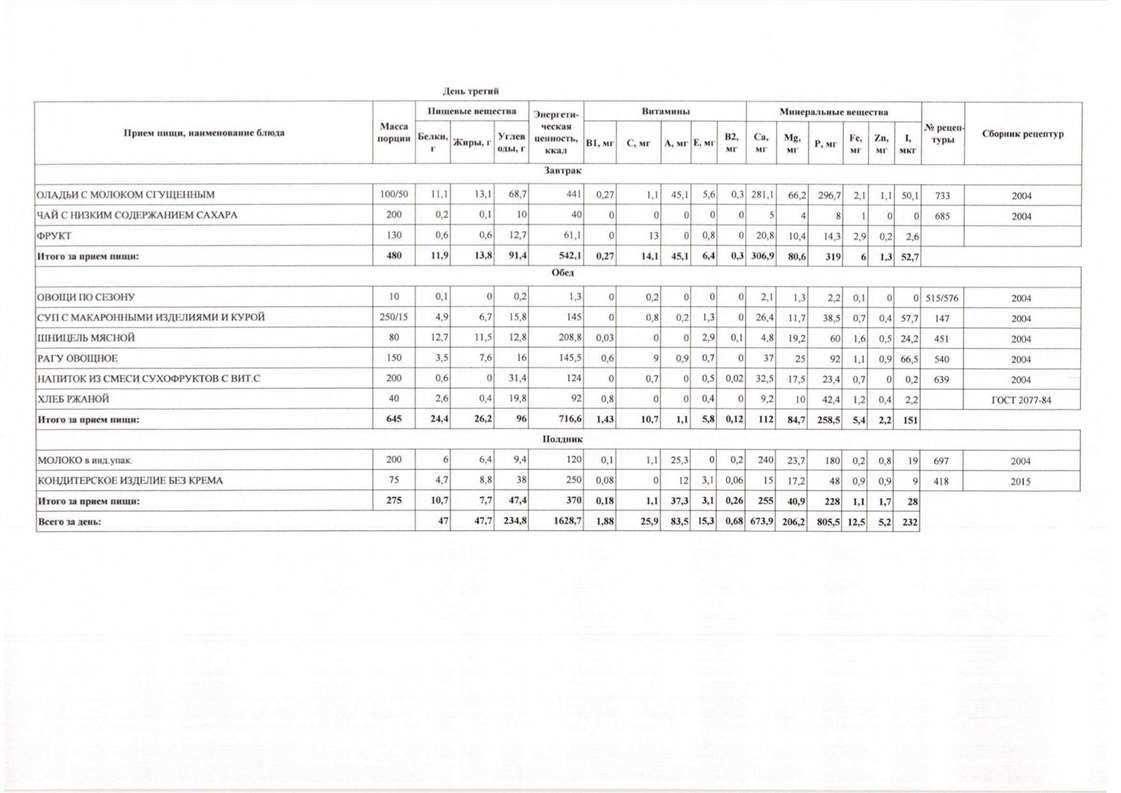 День третий
Прием пищи, наименование блюда Масса порции Пищевые вещества Энергети-ческая ценность, ккал Витамины Минеральные вещества № рецеп-туры Сборник рецептур
Белки, г Жиры, г Углев оды, г B1, мг C, мг A, мг E, мг B2, мг Ca, мг Mg, мг P, мг Fe, мг Zn, мг I, мкг
Завтрак
ОЛАДЬИ С МОЛОКОМ СГУЩЕННЫМ 100/50 11,1 13,1 68,7 441 0,27 1,1 45,1 5,6 0,3 281,1 66,2 296,7 2,1 1,1 50,1 733 2004
ЧАЙ С НИЗКИМ СОДЕРЖАНИЕМ САХАРА 200 0,2 0,1 10 40 0 0 0 0 0 5 4 8 1 0 0 685 2004
ФРУКТ 130 0,6 0,6 12,7 61,1 0 13 0 0,8 0 20,8 10,4 14,3 2,9 0,2 2,6
Итого за прием пищи: 480 11,9 13,8 91,4 542,1 0,27 14,1 45,1 6,4 0,3 306,9 80,6 319 6 1,3 52,7
Обед
ОВОЩИ ПО СЕЗОНУ 10 0,1 0 0,2 1,3 0 0,2 0 0 0 2,1 1,3 2,2 0,1 0 0 515/576 2004
СУП С МАКАРОННЫМИ ИЗДЕЛИЯМИ И КУРОЙ 250/15 4,9 6,7 15,8 145 0 0,8 0,2 1,3 0 26,4 11,7 38,5 0,7 0,4 57,7 147 2004
ШНИЦЕЛЬ МЯСНОЙ 80 12,7 11,5 12,8 208,8 0,03 0 0 2,9 0,1 4,8 19,2 60 1,6 0,5 24,2 451 2004
РАГУ ОВОЩНОЕ 150 3,5 7,6 16 145,5 0,6 9 0,9 0,7 0 37 25 92 1,1 0,9 66,5 540 2004
НАПИТОК ИЗ СМЕСИ СУХОФРУКТОВ С ВИТ.С 200 0,6 0 31,4 124 0 0,7 0 0,5 0,02 32,5 17,5 23,4 0,7 0 0,2 639 2004
ХЛЕБ РЖАНОЙ 40 2,6 0,4 19,8 92 0,8 0 0 0,4 0 9,2 10 42,4 1,2 0,4 2,2 ГОСТ 2077-84
Итого за прием пищи: 645 24,4 26,2 96 716,6 1,43 10,7 1,1 5,8 0,12 112 84,7 258,5 5,4 2,2 151
Полдник
МОЛОКО в инд.упак. 200 6 6,4 9,4 120 0,1 1,1 25,3 0 0,2 240 23,7 180 0,2 0,8 19 697 2004
КОНДИТЕРСКОЕ ИЗДЕЛИЕ БЕЗ КРЕМА 75 4,7 8,8 38 250 0,08 0 12 3,1 0,06 15 17,2 48 0,9 0,9 9 418 2015
Итого за прием пищи: 275 10,7 7,7 47,4 370 0,18 1,1 37,3 3,1 0,26 255 40,9 228 1,1 1,7 28
Всего за день: 47 47,7 234,8 1628,7 1,88 25,9 83,5 15,3 0,68 673,9 206,2 805,5 12,5 5,2 232